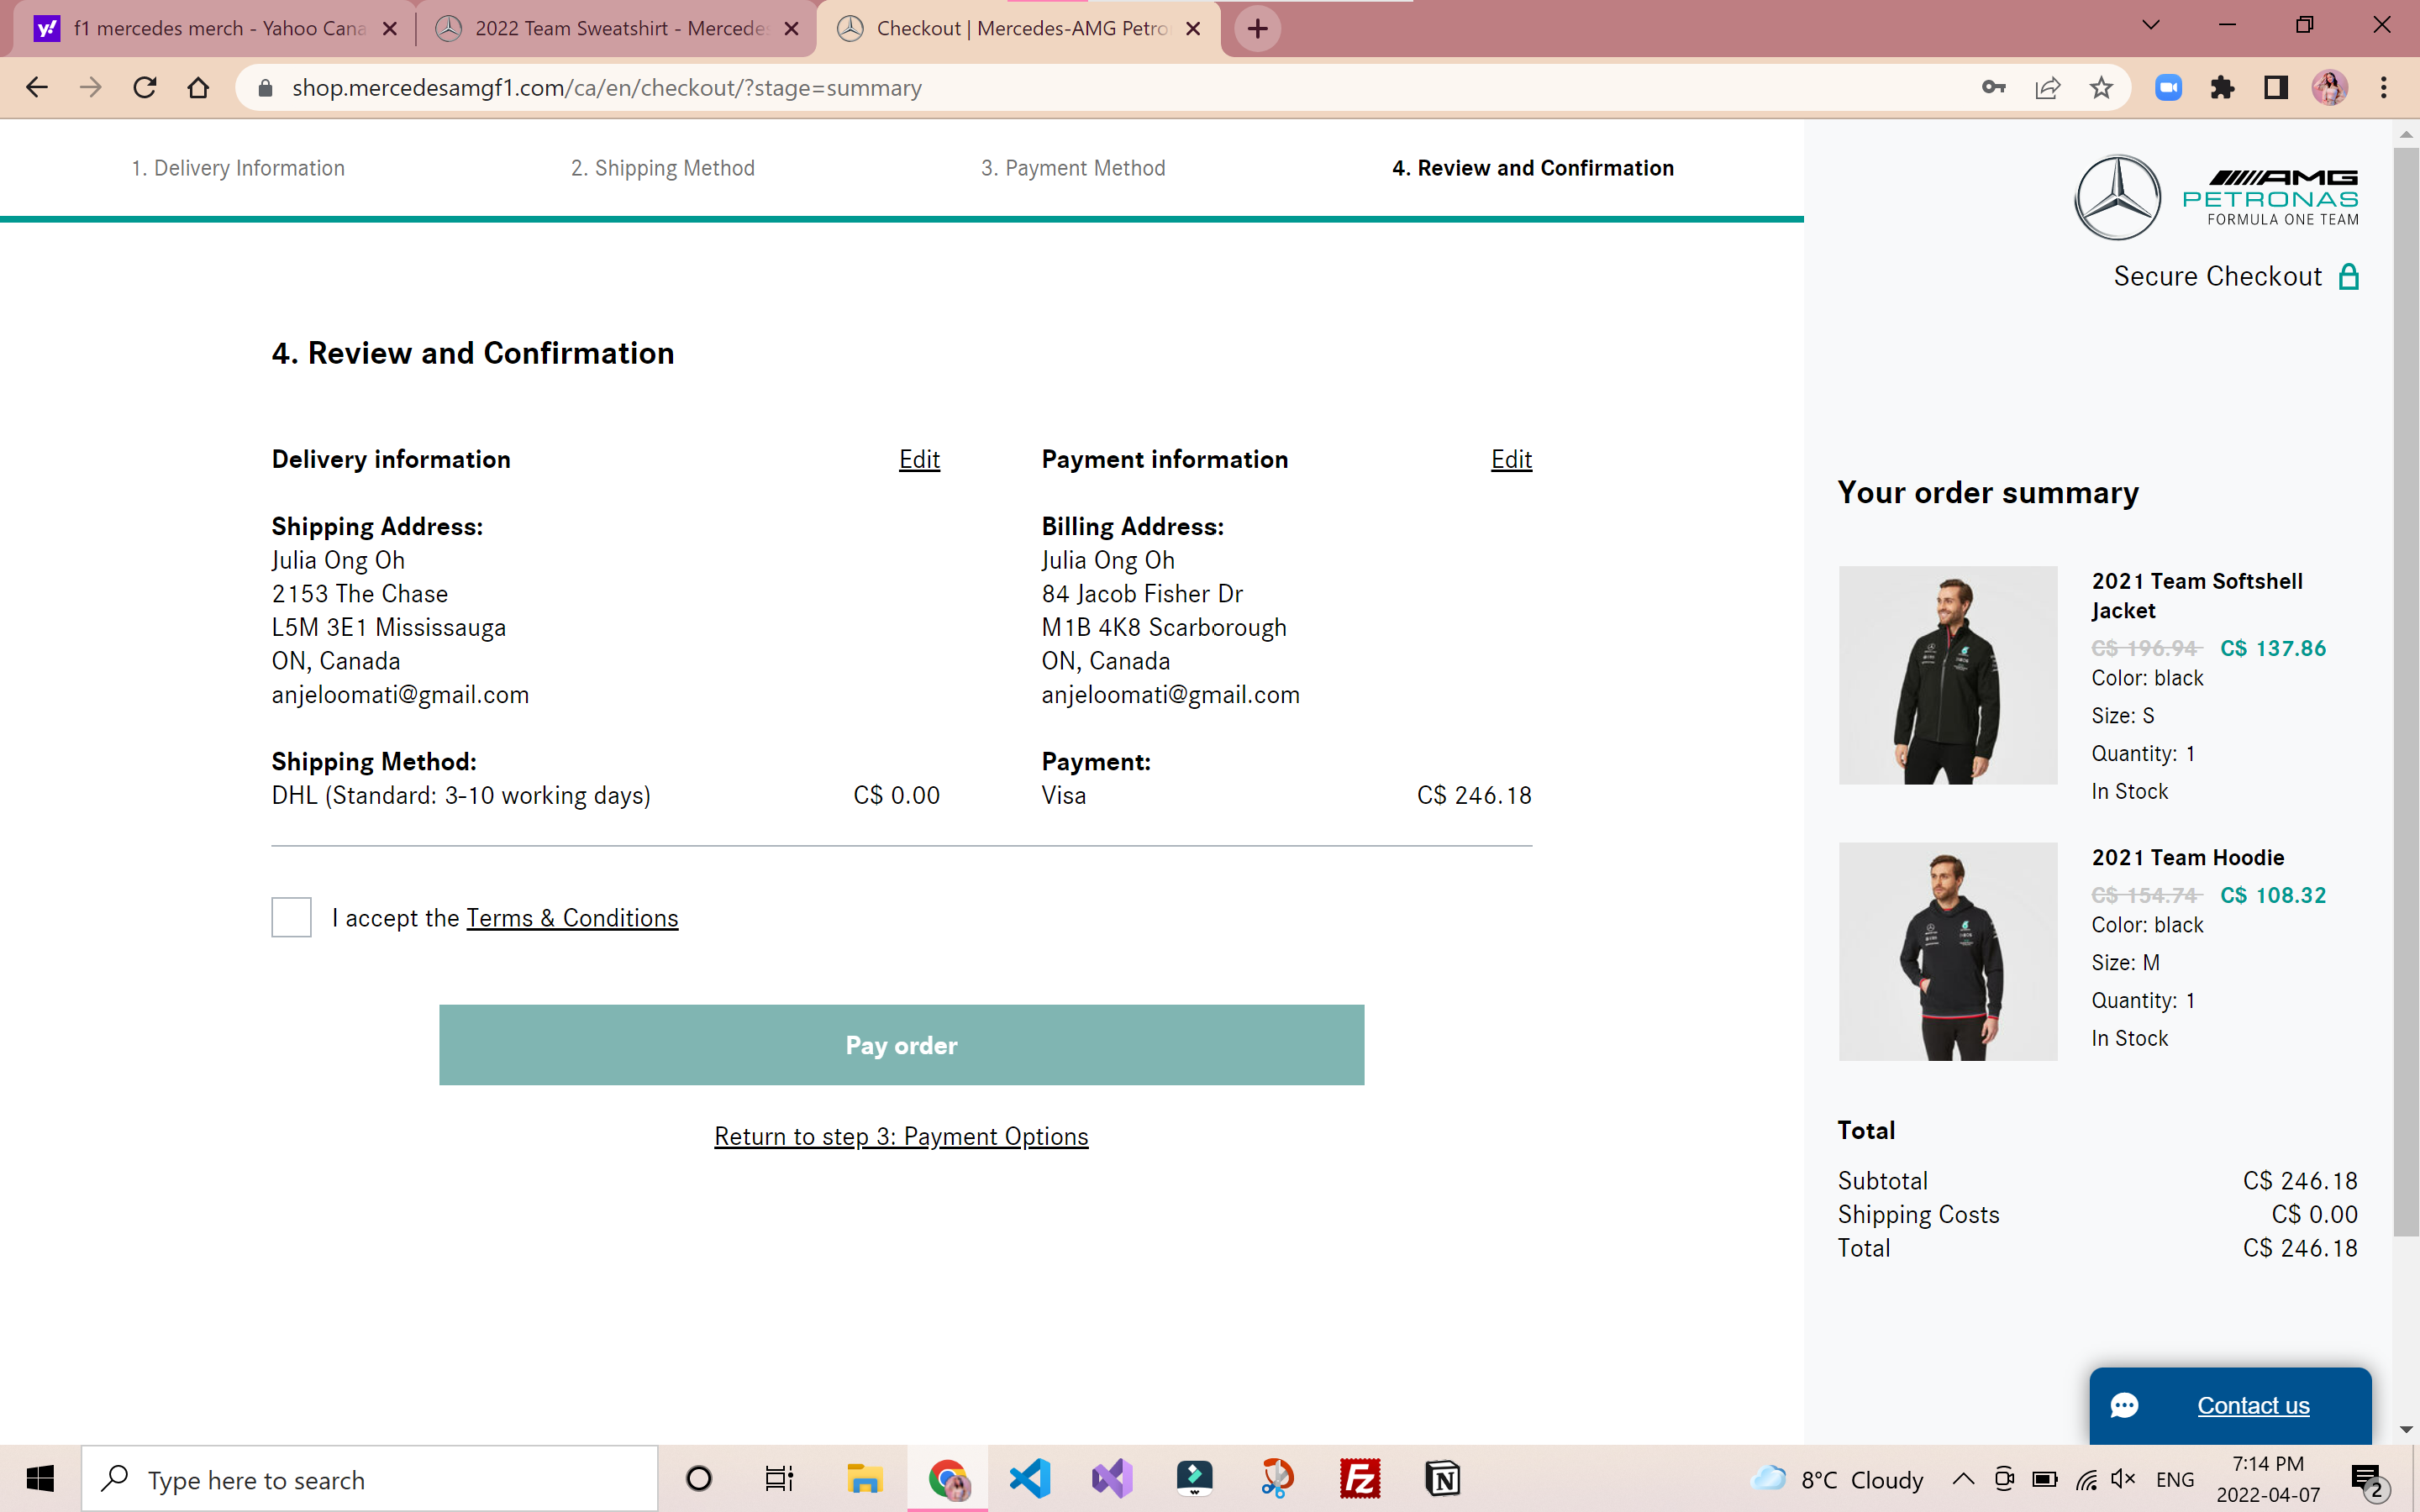 f1 mercedes merch - Yahoo Cana
2022 Team Sweatshirt - Mercedes
Checkout | Mercedes-AMG Petro
shop.mercedesamgf1.com/ca/en/checkout/?stage=summary
1. Delivery Information
2. Shipping Method
3. Payment Method
4. Review and Confirmation
AMG
PETRONAS
FORMULA ONE TEAM
Secure Checkout
4. Review and Confirmation
Delivery information
Edit
Shipping Address:
Julia Ong Oh
2153 The Chase
L5M 3E1 Mississauga
ON, Canada
anjeloomati@gmail.com
Shipping Method:
DHL (Standard: 3-10 working days) C$ 0.00
Payment information
Edit
Billing Address:
Julia Ong Oh
84 Jacob Fisher Dr
M1B 4K8 Scarborough
ON, Canada
anjeloomati@gmail.com
Payment:
Visa C$ 246.18
I accept the Terms & Conditions
Pay order
Return to step 3: Payment Options
Your order summary
2021 Team Softshell
Jacket
C$ 196.94 C$ 137.86
Color: black
Size: S
Quantity: 1
In Stock
2021 Team Hoodie
C$ 154.74 C$ 108.32
Color: black
Size: M
Quantity: 1
In Stock
Total
Subtotal C$ 246.18
Shipping Costs C$ 0.00
Total C$ 246.18
Contact us
Type here to search
8°C Cloudy
ENG
7:14 PM
2022-04-07
2